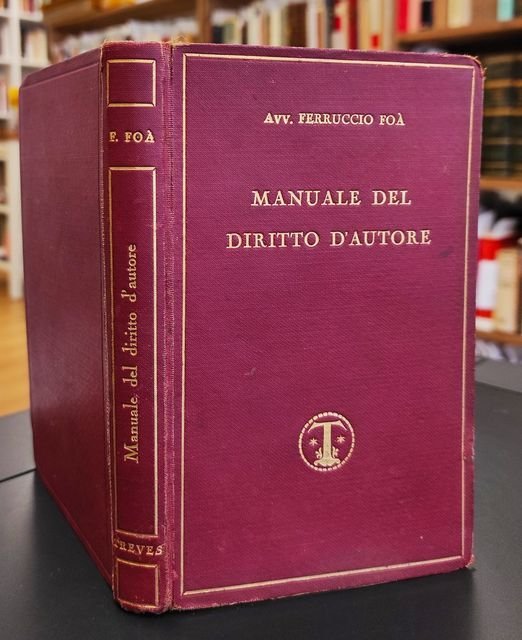 F. FOÀ
Manuale del diritto d'autore
TREVES
AVV. FERRUCCIO FOÀ
MANUALE DEL
DIRITTO D'AUTORE
T